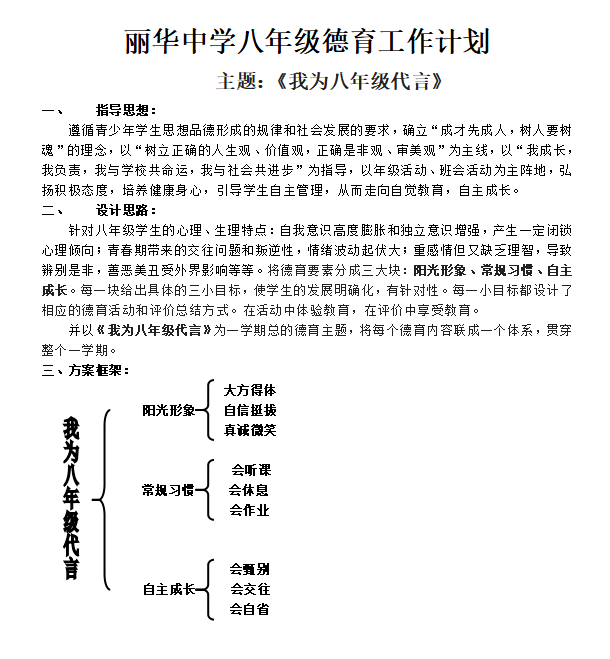 丽华中学八年级德育工作计划
主题：《我为八年级代言》
一、 指导思想：
遵循青少年学生思想品德形成的规律和社会发展的要求，确立“成才先成人，树人要树
魂”的理念，以“树立正确的人生观、价值观，正确是非观、审美观”为主线，以“我成长，
我负责，我与学校共命运，我与社会共进步”为指导，以年级活动、班会活动为主阵地，弘
扬积极态度，培养健康身心，引导学生自主管理，从而走向自觉教育，自主成长。
二、 设计思路：
针对八年级学生的心理、生理特点：自我意识高度膨胀和独立意识增强，产生一定闭锁
心理倾向；青春期带来的交往问题和叛逆性，情绪波动起伏大；重感情但又缺乏理智，导致
辨别是非，善恶美丑受外界影响等等。将德育要素分成三大块：阳光形象、常规习惯、自主
成长。每一块给出具体的三小目标，使学生的发展明确化，有针对性。每一小目标都设计了
相应的德育活动和评价总结方式。在活动中体验教育，在评价中享受教育。
并以《我为八年级代言》为一学期总的德育主题，将每个德育内容联成一个体系，贯穿
整个一学期。
三、方案框架：
我为八年级代言
阳光形象
大方得体
自信挺拔
真诚微笑
常规习惯
会听课
会休息
会作业
自主成长
会甄别
会交往
会自省